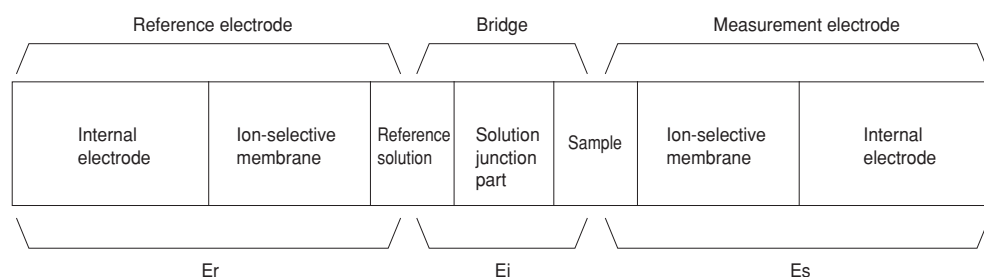 Reference electrode
Bridge
Measurement electrode
Internal
electrode
Ion-selective
membrane
Reference
solution
Solution
junction
part
Sample
Ion-selective
membrane
Internal
electrode
Er
Ej
Es